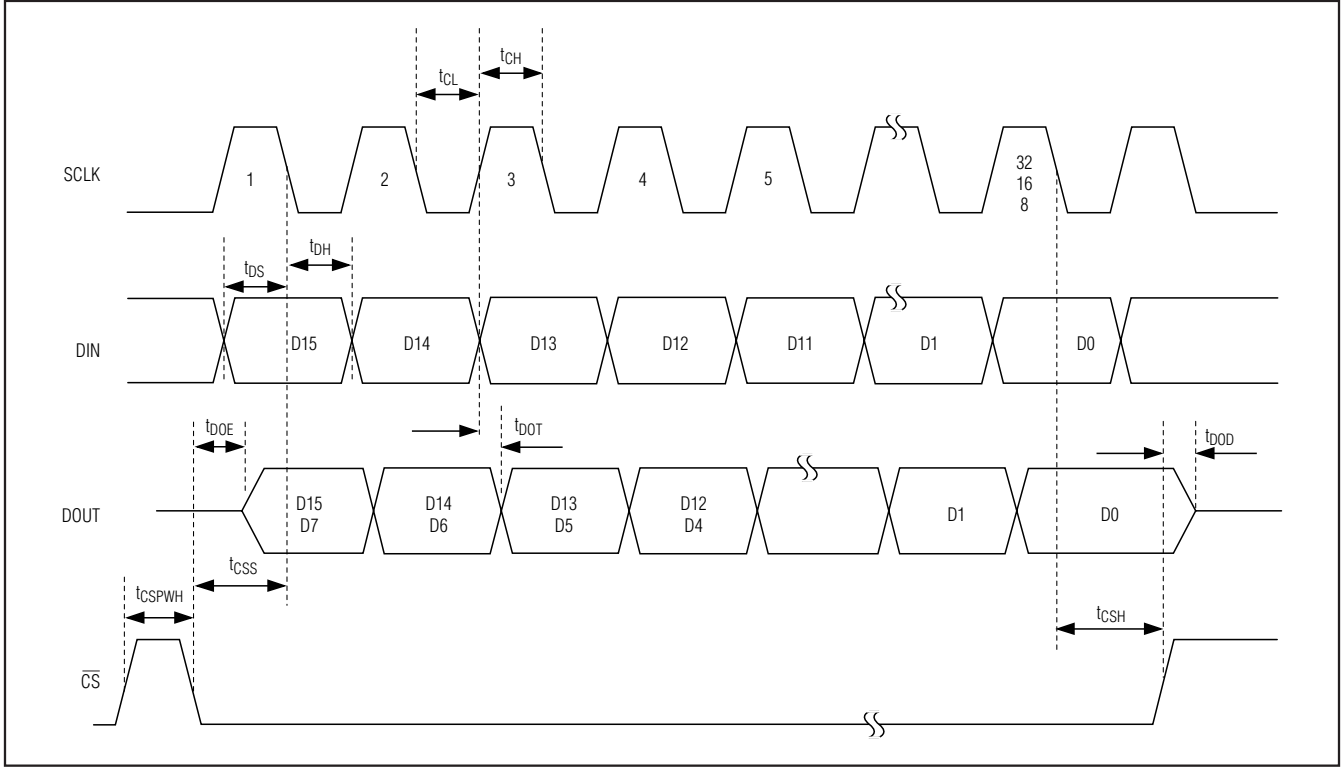 tCH
tCL
SCLK
1
2
3
4
5
32
16
8
tDH
tDS
DIN
D15
D14
D13
D12
D11
D1
D0
tDOE
tDOT
tDOD
DOUT
D15
D7
D14
D6
D13
D5
D12
D4
D1
D0
tCSS
tCSPWH
tCSH
CS